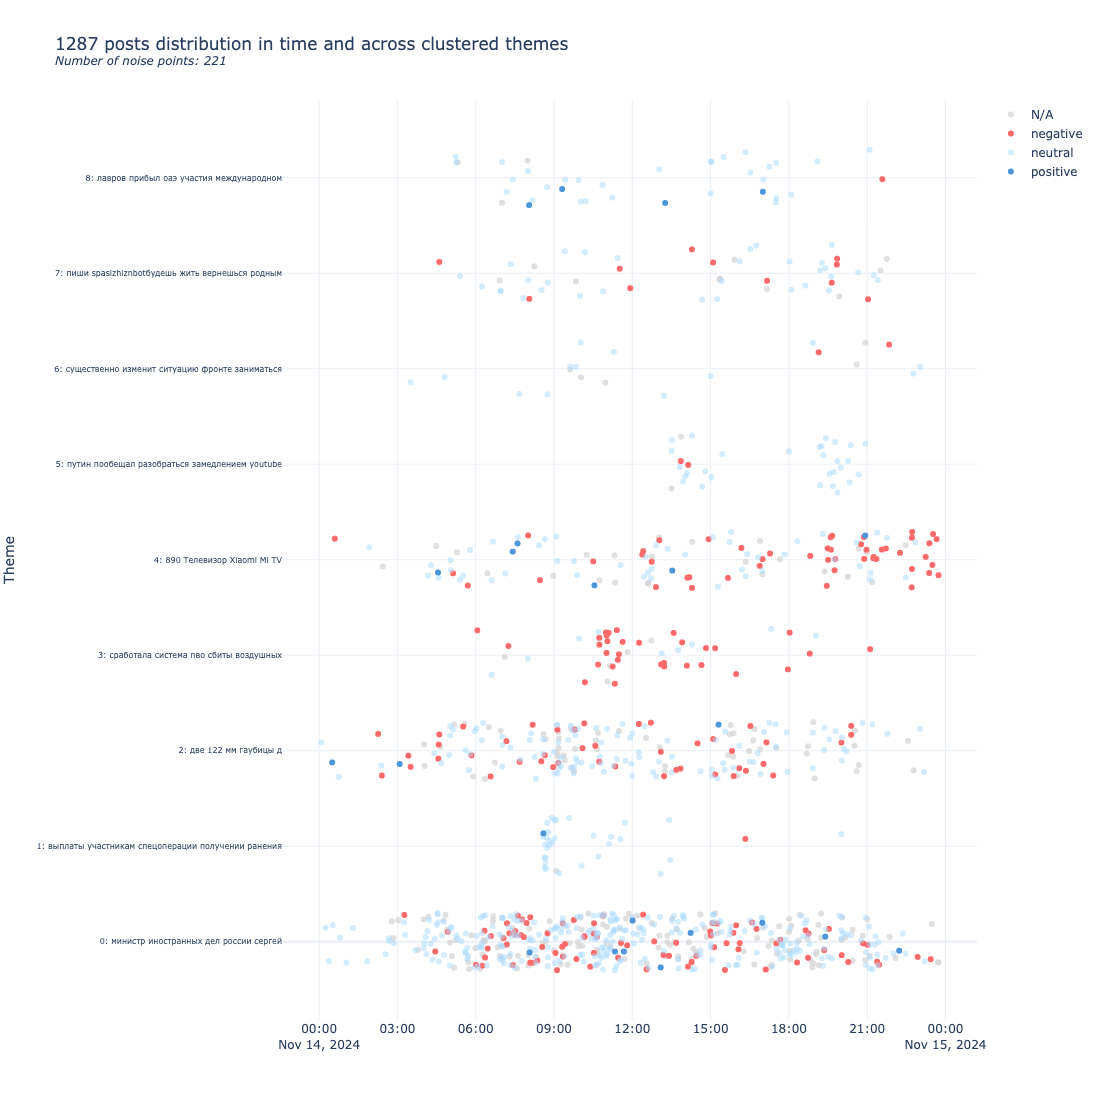 1287 posts distribution in time and across clustered themes
Number of noise points: 221
N/A
negative
neutral
positive
Theme
8: лавров прибыл оаэ участия международном
7: пиши spasizhiznbotбудешь жить вернешься родным
6: существенно изменит ситуацию фронте заниматься
5: путин пообещал разобраться замедлением youtube
4: 890 Телевизор Xiaomi Mi TV
3: сработала система пво сбиты воздушных
2: две 122 мм гаубицы д
1: выплаты участникам спецоперации получении ранения
0: министр иностранных дел россии сергей
00:00 03:00 06:00 09:00 12:00 15:00 18:00 21:00 00:00
Nov 14, 2024 Nov 15, 2024